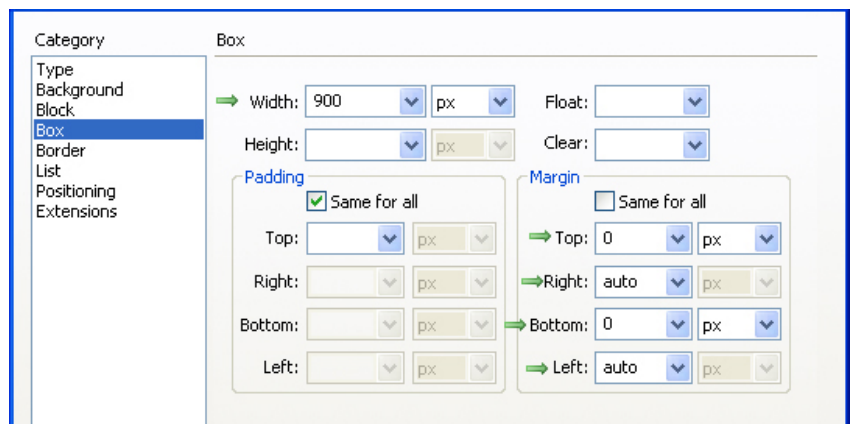 Category
Box
Type
Background
Block
Box
Border
List
Positioning
Extensions
Width: 900 px
Float:
Height: px
Clear:
Padding
Same for all
Top: px
Right: px
Bottom: px
Left: px
Margin
Same for all
Top: 0 px
Right: auto px
Bottom: 0 px
Left: auto px